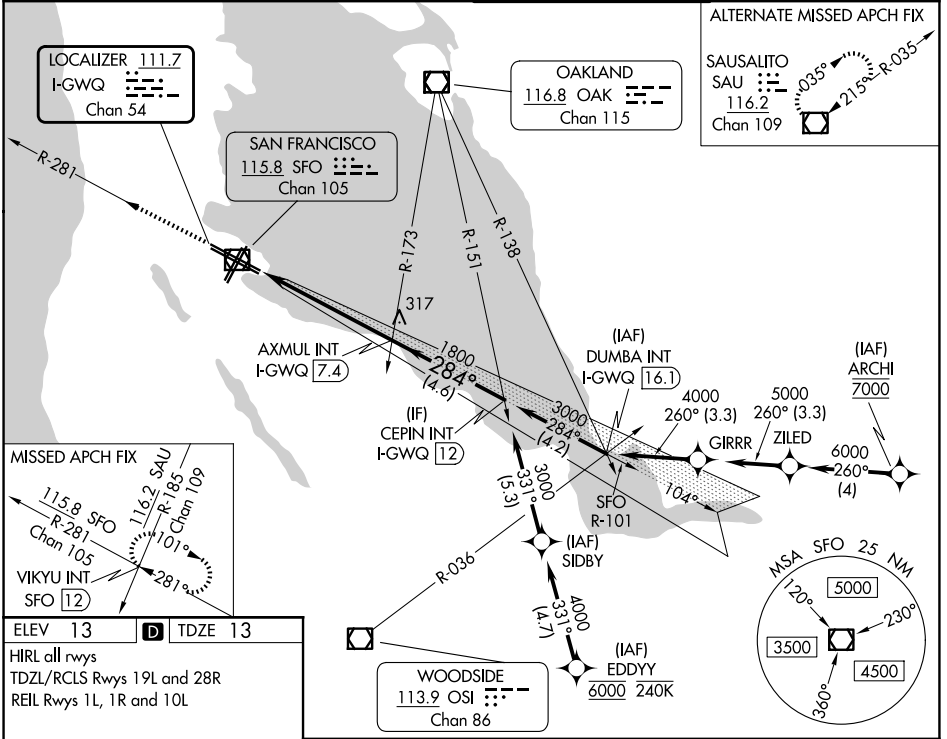 ALTERNATE MISSED APCH FIX
SAUSALITO
SAU
116.2
Chan 109
035°
215°
R-035
LOCALIZER 111.7
I-GWQ
Chan 54
OAKLAND
116.8 OAK
Chan 115
SAN FRANCISCO
115.8 SFO
Chan 105
R-281
R-173
R-151
R-138
317
AXMUL INT
I-GWQ 7.4
1800
284°
(4.6)
(IF)
CEPIN INT
I-GWQ 12
3000
284°
(4.2)
(IAF)
DUMBA INT
I-GWQ 16.1
4000
260° (3.3)
GIRRR
5000
260° (3.3)
ZILED
(IAF)
ARCHI
7000
6000
260°
(4)
SFO
R-101
104°
3000
331°
(5.3)
(IAF)
SIDBY
4000
331°
(4.7)
(IAF)
EDDYY
6000 240K
R-036
WOODSIDE
113.9 OSI
Chan 86
MISSED APCH FIX
115.8 SFO
R-281
Chan 105
116.2 SAU
R-185
Chan 109
101°
281°
VIKYU INT
SFO 12
MSA SFO 25 NM
120°
5000
230°
3500
4500
360°
ELEV 13 D TDZE 13
HIRL all rwys
TDZL/RCLS Rwys 19L and 28R
REIL Rwys 1L, 1R and 10L